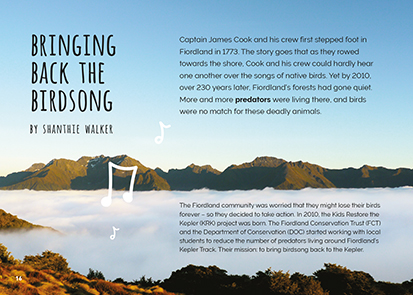 BRINGING
BACK THE
BIRDSONG
BY SHANTHIE WALKER
Captain James Cook and his crew first stepped foot in
Fiordland in 1773. The story goes that as they rowed
towards the shore, Cook and his crew could hardly hear
one another over the songs of native birds. Yet by 2010,
over 230 years later, Fiordland's forests had gone quiet.
More and more predators were living there, and birds
were no match for these deadly animals.
The Fiordland community was worried that they might lose their birds
forever – so they decided to take action. In 2010, the Kids Restore the
Kepler (KRK) project was born. The Fiordland Conservation Trust (FCT)
and the Department of Conservation (DOC) started working with local
students to reduce the number of predators living around Fiordland's
Kepler Track. Their mission: to bring birdsong back to the Kepler.
14